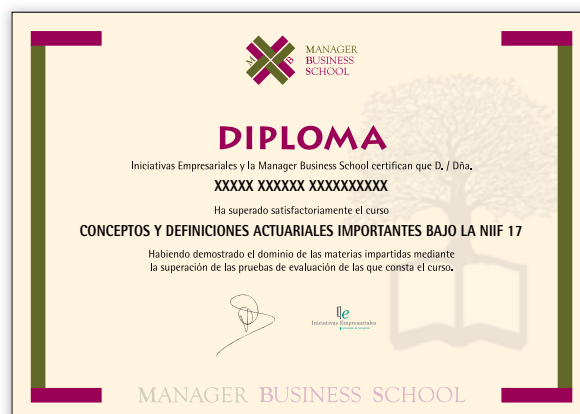 M B
MANAGER
BUSINESS
SCHOOL
DIPLOMA
Iniciativas Empresariales y la Manager Business School certifican que D. / Dña.
XXXXX XXXXXX XXXXXXXXXX
Ha superado satisfactoriamente el curso
CONCEPTOS Y DEFINICIONES ACTUARIALES IMPORTANTES BAJO LA NIIF 17
Habiendo demostrado el dominio de las materias impartidas mediante
la superación de las pruebas de evaluación de las que consta el curso.
Iniciativas Empresariales
MANAGER BUSINESS SCHOOL